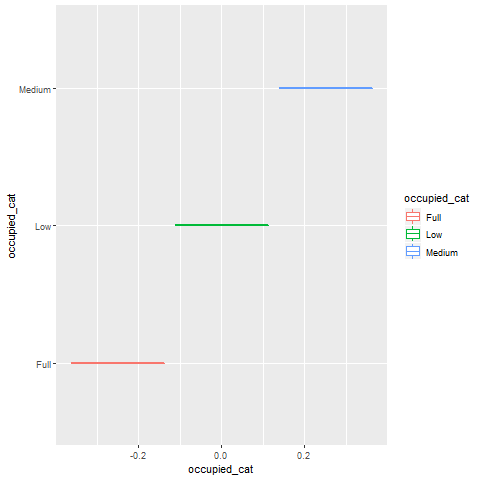 occupied_cat
Medium
Low
Full
-0.2
0.0
0.2
occupied_cat
occupied_cat
Full
Low
Medium